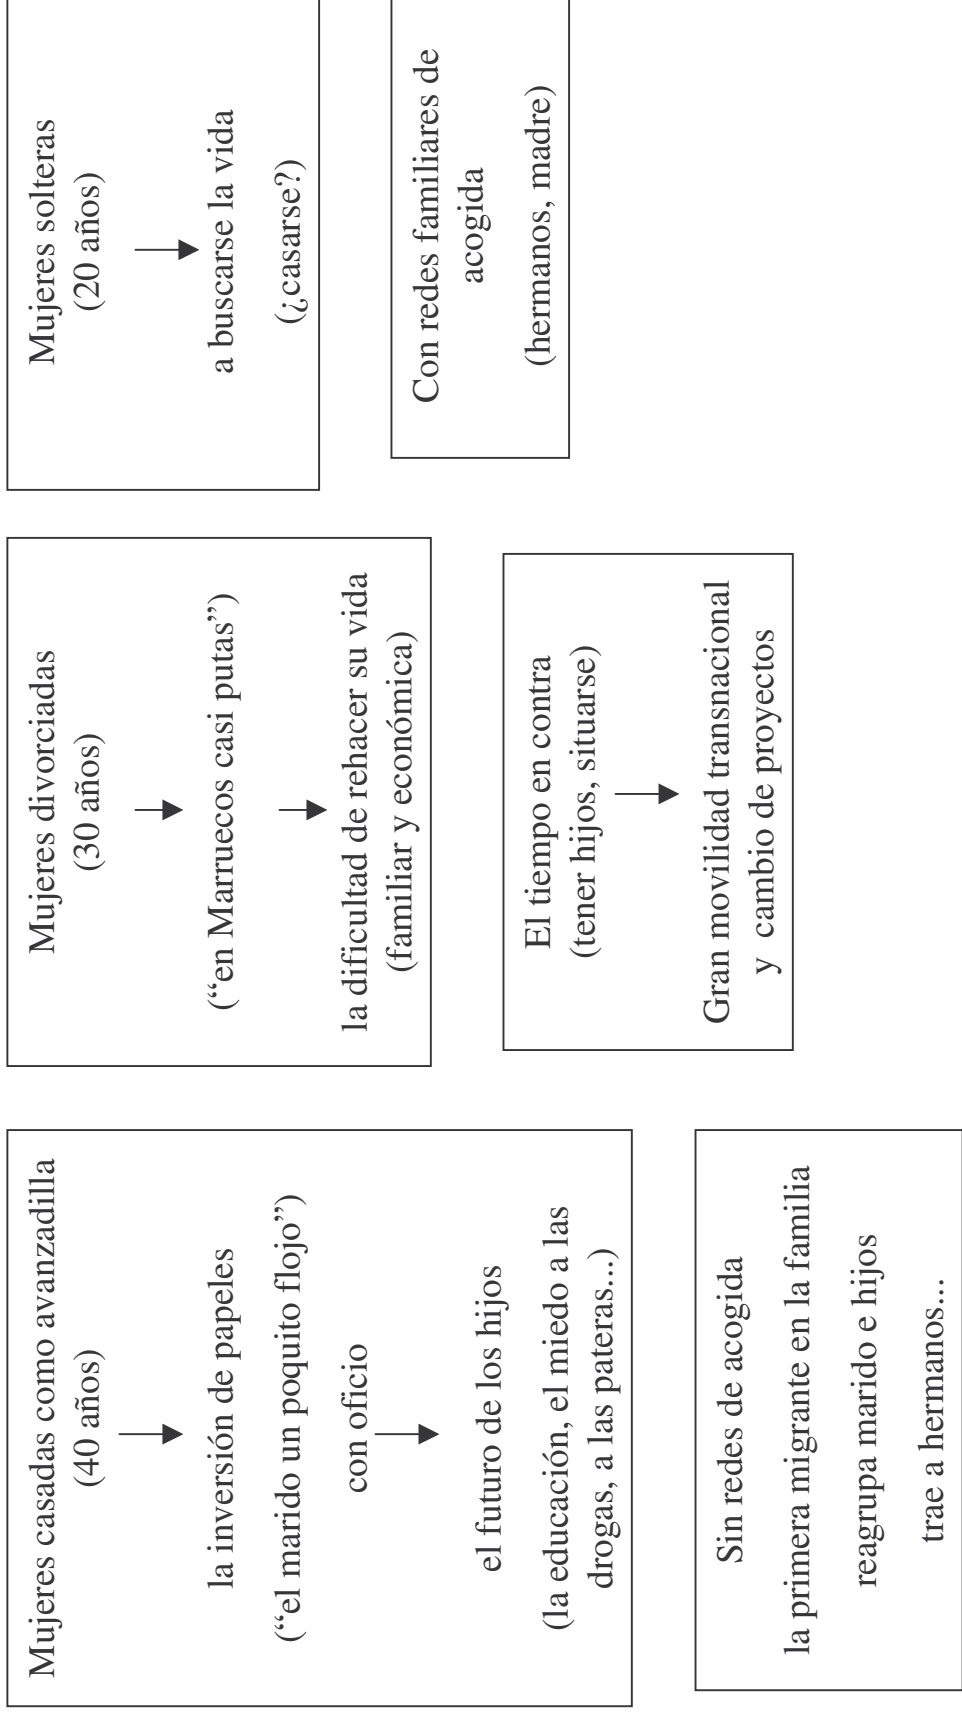 Mujeres casadas como avanzadilla
(40 años)
la inversión de papeles
(“el marido un poquito flojo”)
con oficio
el futuro de los hijos
(la educación, el miedo a las
drogas, a las pateras...)
Sin redes de acogida
la primera migrante en la familia
reagrupa marido e hijos
trae a hermanos...
Mujeres divorciadas
(30 años)
(“en Marruecos casi putas”)
la dificultad de rehacer su vida
(familiar y económica)
El tiempo en contra
(tener hijos, situarse)
Gran movilidad transnacional
y cambio de proyectos
Mujeres solteras
(20 años)
a buscarse la vida
(¿casarse?)
Con redes familiares de
acogida
(hermanos, madre)